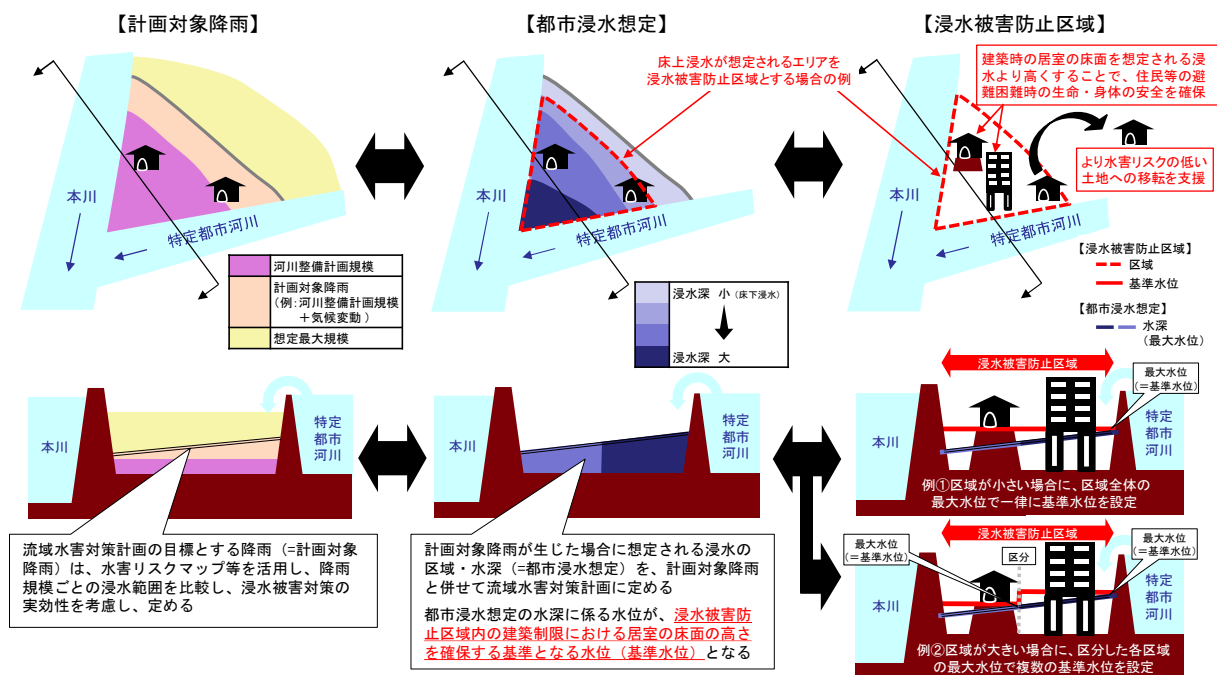 【計画対象降雨】
本川
特定都市河川
河川整備計画規模
計画対象降雨
(例:河川整備計画規模
+気候変動)
想定最大規模
本川
特定
都市
河川
流域水害対策計画の目標とする降雨(=計画対象
降雨)は、水害リスクマップ等を活用し、降雨
規模ごとの浸水範囲を比較し、浸水被害対策の
実効性を考慮し、定める
【都市浸水想定】
床上浸水が想定されるエリアを
浸水被害防止区域とする場合の例
本川
特定都市河川
浸水深 小(床下浸水)
浸水深 大
本川
特定
都市
河川
計画対象降雨が生じた場合に想定される浸水の
区域・水深(=都市浸水想定)を、計画対象降雨
と併せて流域水害対策計画に定める
都市浸水想定の水深に係る水位が、浸水被害防
止区域内の建築制限における居室の床面の高さ
を確保する基準となる水位(基準水位)となる
【浸水被害防止区域】
建築時の居室の床面を想定される浸
水より高くすることで、住民等の避
難困難時の生命・身体の安全を確保
より水害リスクの低い
土地への移転を支援
本川
特定都市河川
【浸水被害防止区域】
区域
基準水位
【都市浸水想定】
水深
(最大水位)
浸水被害防止区域
最大水位
(=基準水位)
本川
特定
都市
河川
例①区域が小さい場合に、区域全体の
最大水位で一律に基準水位を設定
浸水被害防止区域
最大水位
(=基準水位)
区分
最大水位
(=基準水位)
本川
特定
都市
河川
例②区域が大きい場合に、区分した各区域
の最大水位で複数の基準水位を設定